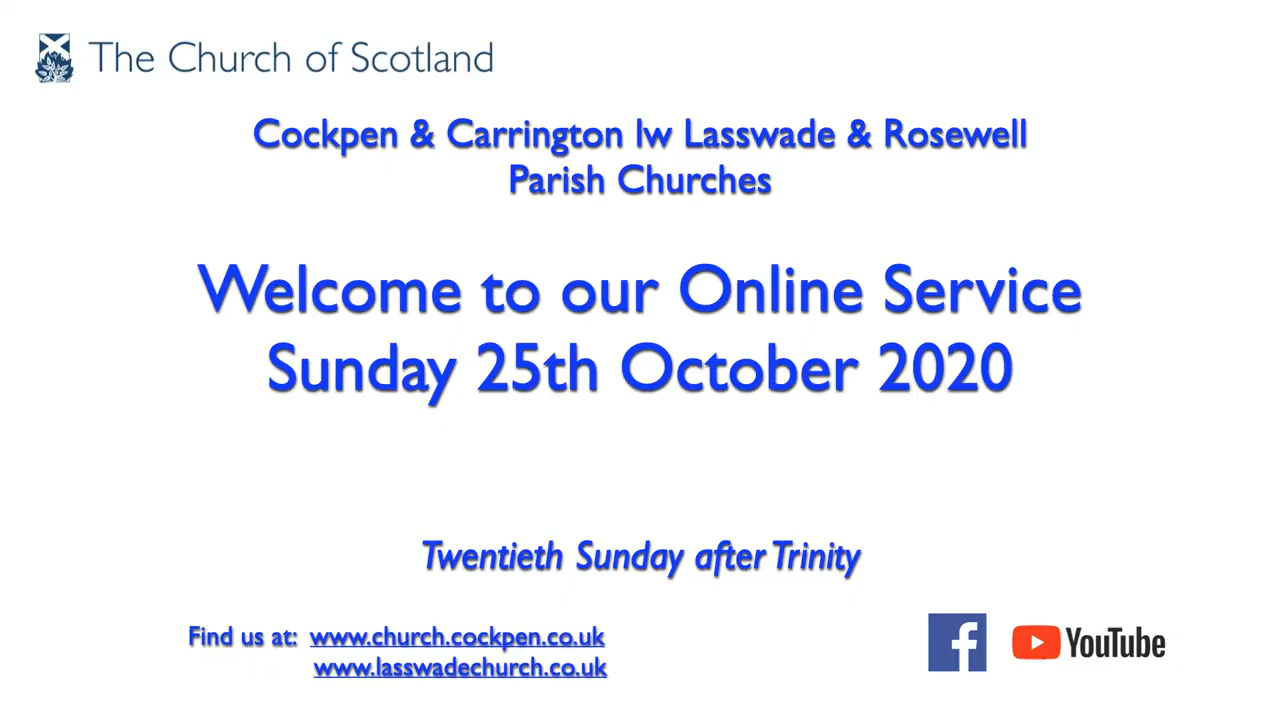 The Church of Scotland
Cockpen & Carrington lw Lasswade & Rosewell
Parish Churches
Welcome to our Online Service
Sunday 25th October 2020
Twentieth Sunday after Trinity
Find us at: www.church.cockpen.co.uk
www.lasswadechurch.co.uk
f YouTube